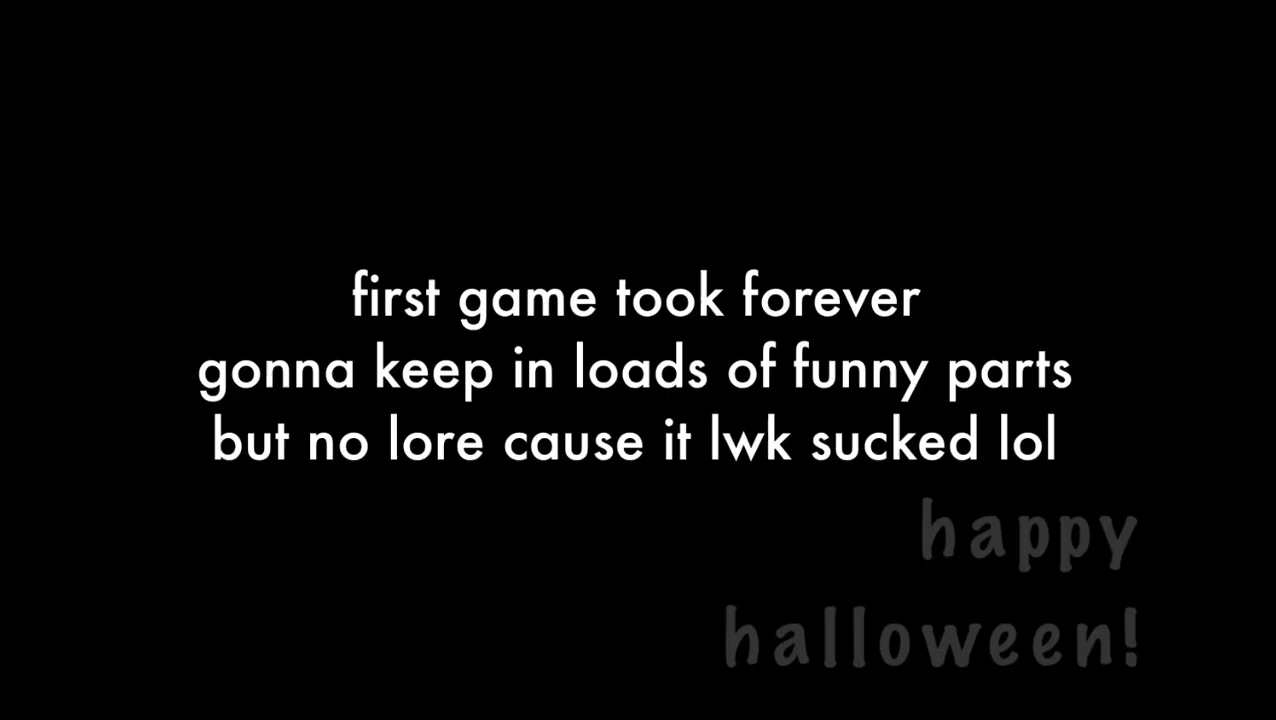 first game took forever
gonna keep in loads of funny parts
but no lore cause it lwk sucked lol
happy
halloween!